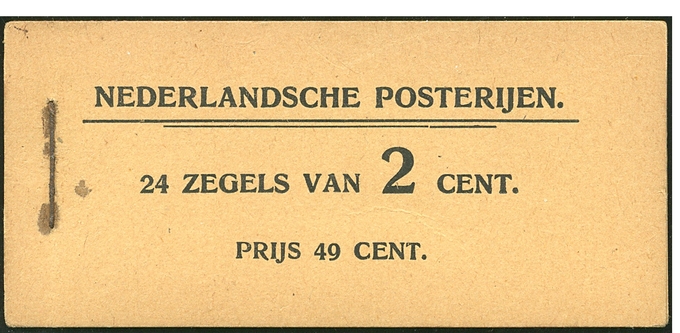 NEDERLANDSCHE POSTERIJEN.
24 ZEGELS VAN 2 CENT.
PRIJS 49 CENT.